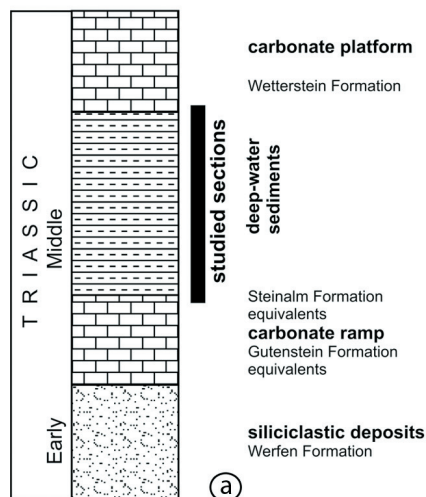 TRIASSIC
Middle
Early
studied sections
carbonate platform
Wetterstein Formation
deep-water
sediments
Steinalm Formation
equivalents
carbonate ramp
Gutenstein Formation
equivalents
siliciclastic deposits
Werfen Formation
a